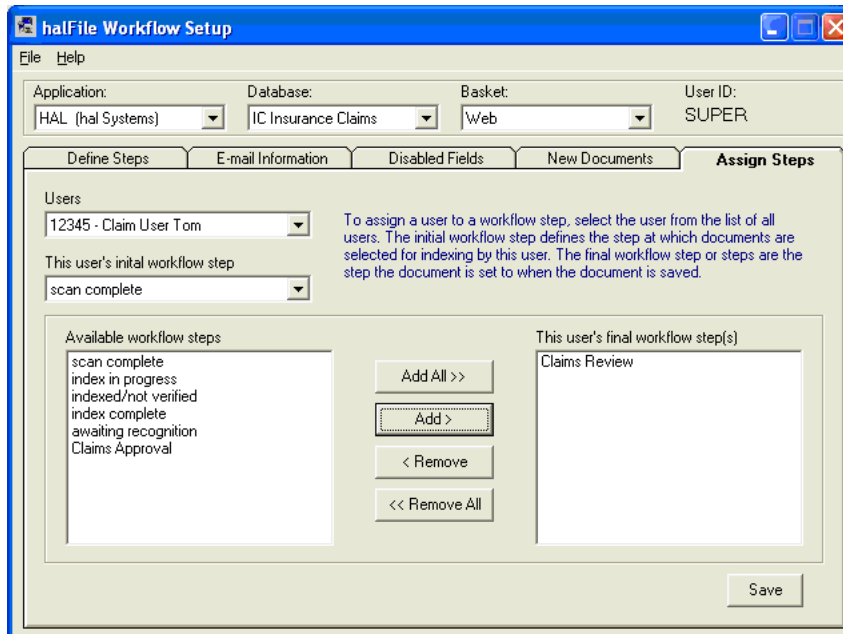 halFile Workflow Setup
File Help
Application: Database: Basket: User ID:
HAL (hal Systems) IC Insurance Claims Web SUPER
Define Steps E-mail Information Disabled Fields New Documents Assign Steps
Users
12345 - Claim User Tom
This user's inital workflow step
scan complete
To assign a user to a workflow step, select the user from the list of all
users. The initial workflow step defines the step at which documents are
selected for indexing by this user. The final workflow step or steps are the
step the document is set to when the document is saved.
Available workflow steps
scan complete
index in progress
indexed/not verified
index complete
awaiting recognition
Claims Approval
Add All >>
Add >
< Remove
<< Remove All
This user's final workflow step(s)
Claims Review
Save